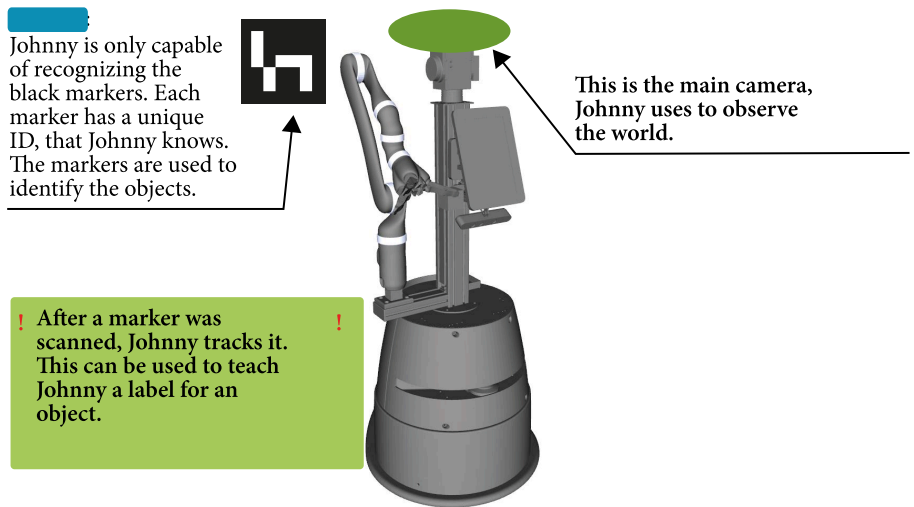 :
Johnny is only capable
of recognizing the
black markers. Each
marker has a unique
ID, that Johnny knows.
The markers are used to
identify the objects.
This is the main camera,
Johnny uses to observe
the world.
! After a marker was !
scanned, Johnny tracks it.
This can be used to teach
Johnny a label for an
object.